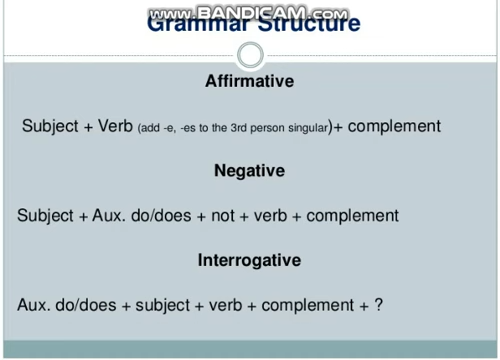 www.BANDICAM.com
Grammar Structure
Affirmative
Subject + Verb (add -e, -es to the 3rd person singular)+ complement
Negative
Subject + Aux. do/does + not + verb + complement
Interrogative
Aux. do/does + subject + verb + complement + ?